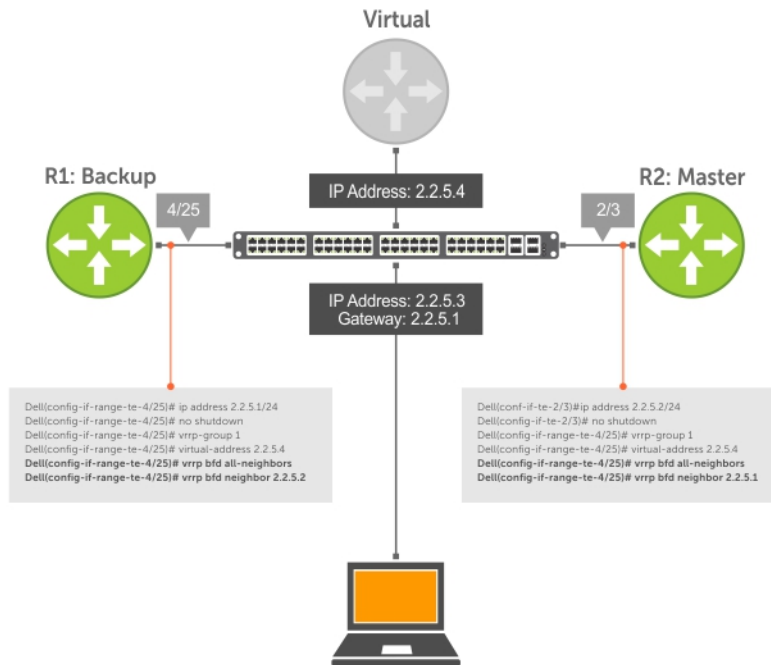 Virtual
IP Address: 2.2.5.4
R1: Backup
4/25
R2: Master
2/3
IP Address: 2.2.5.3
Gateway: 2.2.5.1
Dell(config-if-range-te-4/25)# ip address 2.2.5.1/24
Dell(config-if-range-te-4/25)# no shutdown
Dell(config-if-range-te-4/25)# vrrp-group 1
Dell(config-if-range-te-4/25)# virtual-address 2.2.5.4
Dell(config-if-range-te-4/25)# vrrp bfd all-neighbors
Dell(config-if-range-te-4/25)# vrrp bfd neighbor 2.2.5.2
Dell(conf-if-te-2/3)#ip address 2.2.5.2/24
Dell(conf-if-te-2/3)# no shutdown
Dell(config-if-range-te-4/25)# vrrp-group 1
Dell(config-if-range-te-4/25)# virtual-address 2.2.5.4
Dell(config-if-range-te-4/25)# vrrp bfd all-neighbors
Dell(config-if-range-te-4/25)# vrrp bfd neighbor 2.2.5.1